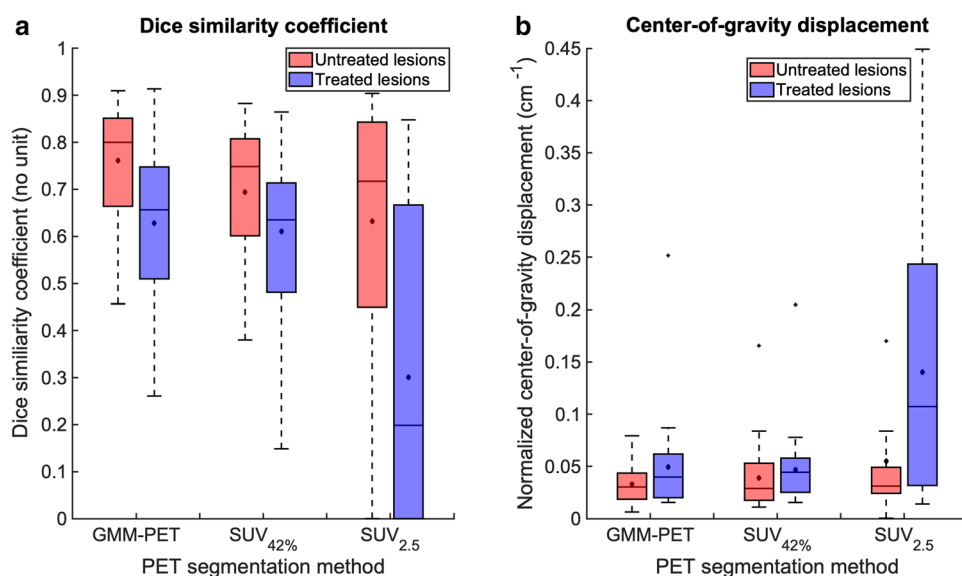 a
Dice similarity coefficient
Dice similiarity coefficient (no unit)
1
0.9
0.8
0.7
0.6
0.5
0.4
0.3
0.2
0.1
0
Untreated lesions
Treated lesions
GMM-PET
SUV42%
SUV2.5
PET segmentation method
b
Center-of-gravity displacement
Normalized center-of-gravity displacement (cm-1)
0.45
0.4
0.35
0.3
0.25
0.2
0.15
0.1
0.05
0
Untreated lesions
Treated lesions
GMM-PET
SUV42%
SUV2.5
PET segmentation method